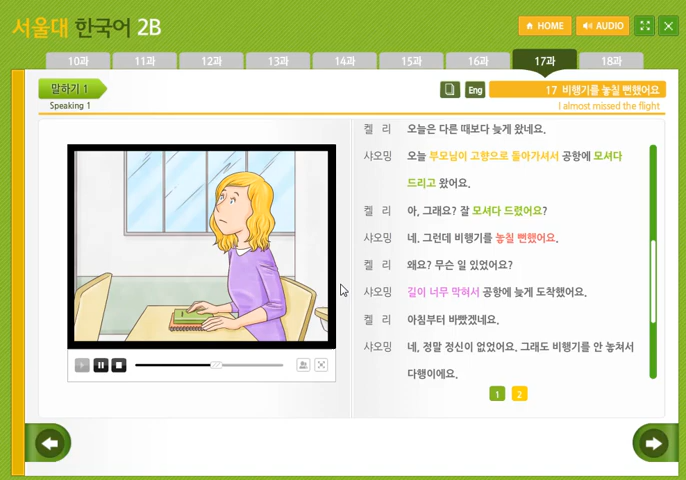 서울대 한국어 2B
HOME
AUDIO
10과 11과 12과 13과 14과 15과 16과 17과 18과
말하기 1
Speaking 1
Eng
17 비행기를 놓칠 뻔했어요
I almost missed the flight
켈 리 오늘은 다른 때보다 늦게 왔네요.
샤오밍 오늘 부모님이 고향으로 돌아가셔서 공항에 모셔다
드리고 왔어요.
켈 리 아, 그래요? 잘 모셔다 드렸어요?
샤오밍 네. 그런데 비행기를 놓칠 뻔했어요.
켈 리 왜요? 무슨 일 있었어요?
샤오밍 길이 너무 막혀서 공항에 늦게 도착했어요.
켈 리 아침부터 바빴겠네요.
샤오밍 네, 정말 정신이 없었어요. 그래도 비행기를 안 놓쳐서
다행이에요.
1 2